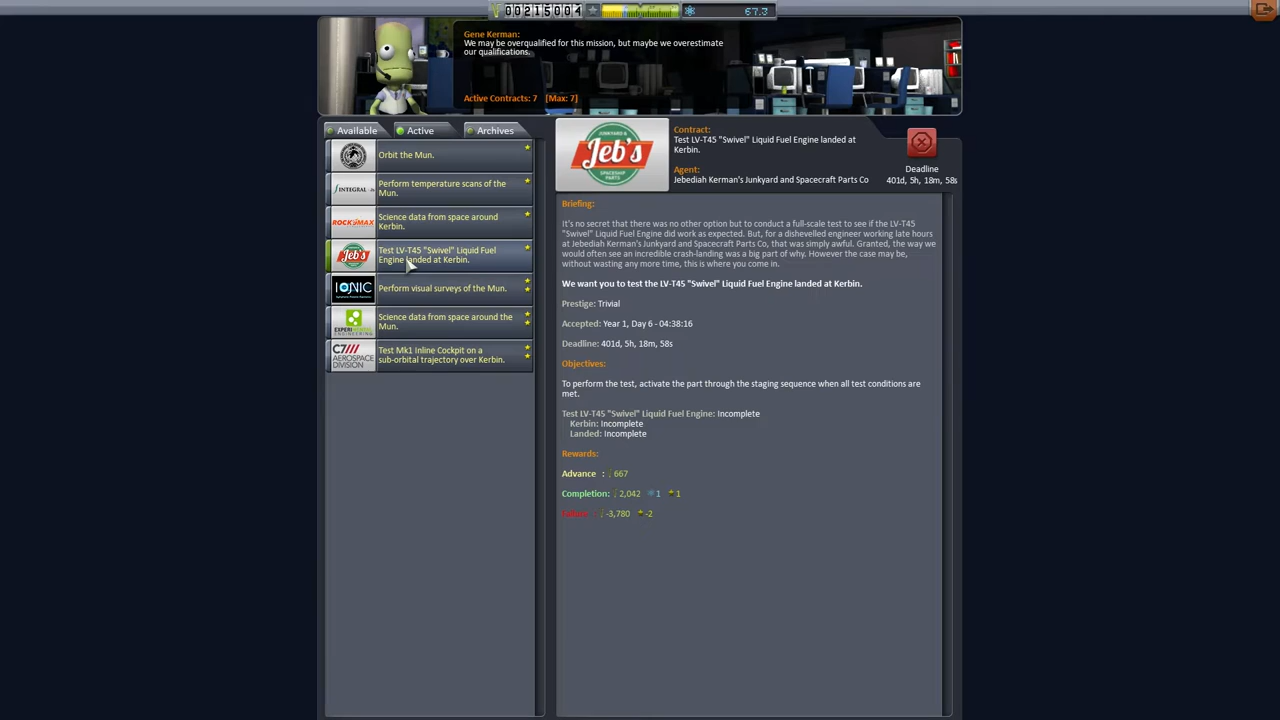 00215004
67.3
Gene Kerman:
We may be overqualified for this mission, but maybe we overestimate
our qualifications.
Active Contracts: 7 [Max: 7]
Available
Active
Archives
Orbit the Mun.
INTEGRAL
Perform temperature scans of the
Mun.
ROCKOMAX
Science data from space around
Kerbin.
Jeb's
Test LV-T45 "Swivel" Liquid Fuel
Engine landed at Kerbin.
IONIC
Perform visual surveys of the Mun.
EXPERIMENTAL
ENGINEERING
Science data from space around the
Mun.
C7///
AEROSPACE
DIVISION
Test Mk1 Inline Cockpit on a
sub-orbital trajectory over Kerbin.
JUNKYARD &
Jeb's
SPACESHIP
PARTS
Contract:
Test LV-T45 "Swivel" Liquid Fuel Engine landed at
Kerbin.
Agent:
Jebediah Kerman's Junkyard and Spacecraft Parts Co
Deadline
401d, 5h, 18m, 58s
Briefing:
It's no secret that there was no other option but to conduct a full-scale test to see if the LV-T45
"Swivel" Liquid Fuel Engine did work as expected. But, for a dishevelled engineer working late hours
at Jebediah Kerman's Junkyard and Spacecraft Parts Co, that was simply awful. Granted, the way we
would often see an incredible crash-landing was a big part of why. However the case may be,
without wasting any more time, this is where you come in.
We want you to test the LV-T45 "Swivel" Liquid Fuel Engine landed at Kerbin.
Prestige: Trivial
Accepted: Year 1, Day 6 - 04:38:16
Deadline: 401d, 5h, 18m, 58s
Objectives:
To perform the test, activate the part through the staging sequence when all test conditions are
met.
Test LV-T45 "Swivel" Liquid Fuel Engine: Incomplete
Kerbin: Incomplete
Landed: Incomplete
Rewards:
Advance : 667
Completion: 2,042 1 1
Failure : -3,780 -2